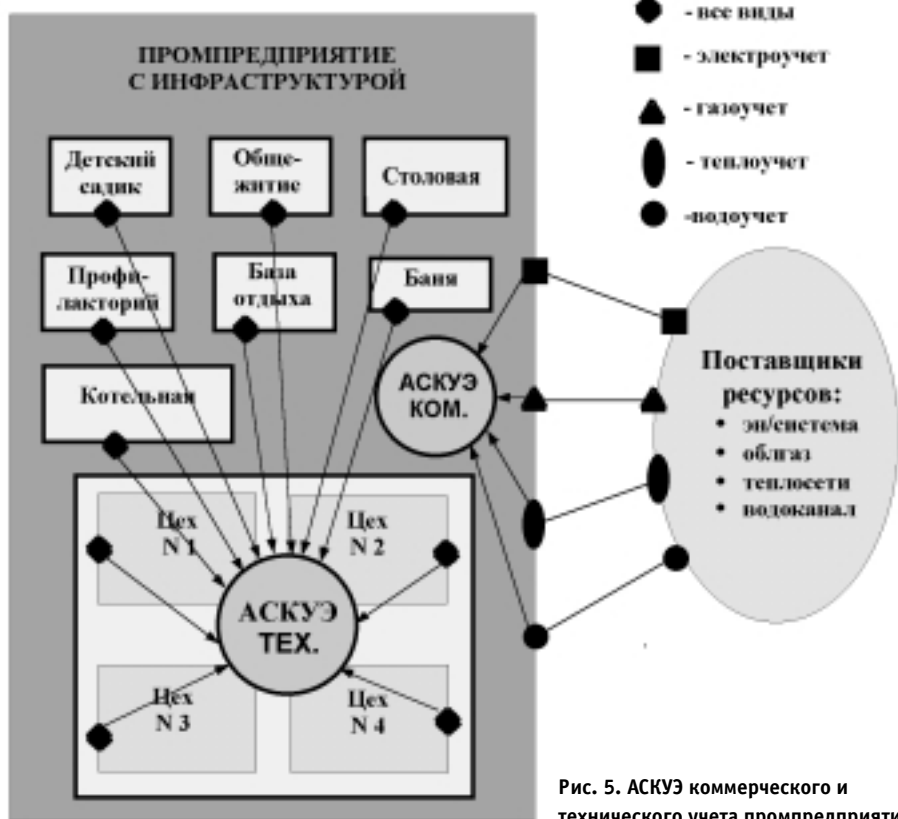 - все виды
- электроучет
- газоучет
- теплоучет
-водоучет
ПРОМПРЕДПРИЯТИЕ
С ИНФРАСТРУКТУРОЙ
Детский
садик
Обще-
житие
Столовая
Профи-
лакторий
База
отдыха
Баня
Котельная
АСКУЭ
КОМ.
Поставщики
ресурсов:
• эн/система
• облгаз
• теплосети
• водоканал
Цех
N 1
Цех
N 2
АСКУЭ
ТЕХ.
Цех
N 3
Цех
N 4
Рис. 5. АСКУЭ коммерческого и
технического учета промпредприяти